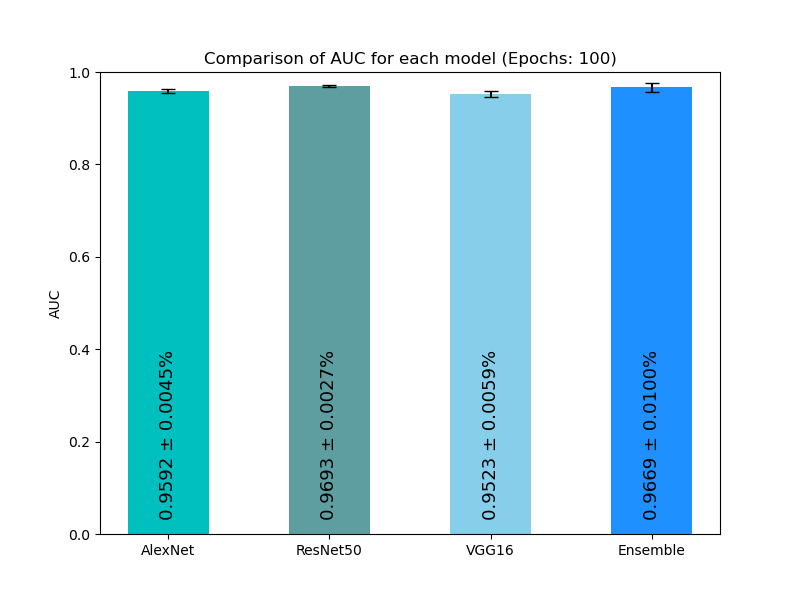 Comparison of AUC for each model (Epochs: 100)
1.0
0.8
0.6
0.4
0.2
0.0
AUC
0.9592 ± 0.0045%
0.9693 ± 0.0027%
0.9523 ± 0.0059%
0.9669 ± 0.0100%
AlexNet
ResNet50
VGG16
Ensemble